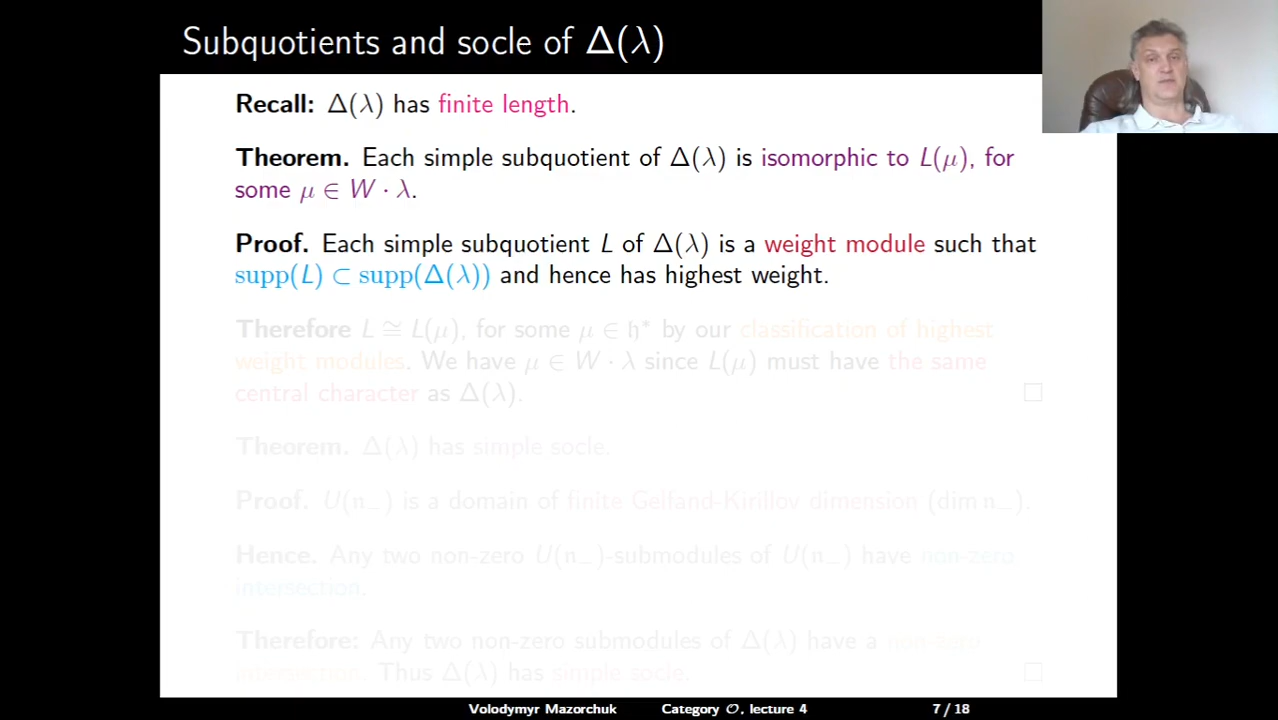 Subquotients and socle of Δ(λ)
Recall: Δ(λ) has finite length.
Theorem. Each simple subquotient of Δ(λ) is isomorphic to L(μ), for
some μ ∈ W · λ.
Proof. Each simple subquotient L of Δ(λ) is a weight module such that
supp(L) ⊂ supp(Δ(λ)) and hence has highest weight.
Therefore L ≅ L(μ), for some μ ∈ 𝔥* by our classification of highest
weight modules. We have μ ∈ W · λ since L(μ) must have the same
central character as Δ(λ). □
Theorem. Δ(λ) has simple socle.
Proof. U(𝔫₋) is a domain of finite Gelfand-Kirillov dimension (dim 𝔫₋).
Hence. Any two non-zero U(𝔫₋)-submodules of U(𝔫₋) have non-zero
intersection.
Therefore: Any two non-zero submodules of Δ(λ) have a non-zero
intersection. Thus Δ(λ) has simple socle. □
Volodymyr Mazorchuk Category 𝒪, lecture 4 7 / 18